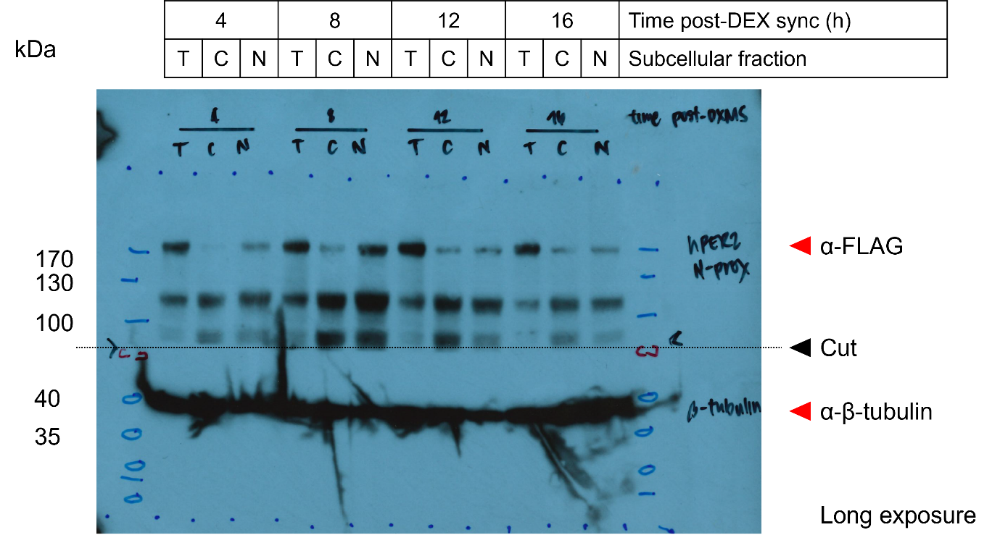 4 8 12 16 Time post-DEX sync (h)
kDa
T C N T C N T C N T C N Subcellular fraction
8 12 16 time post-DXMS
T C N T C N T C N T C N
hPER2
N-prox
α-FLAG
170
130
100
Cut
40
β-tubulin
α-β-tubulin
35
Long exposure